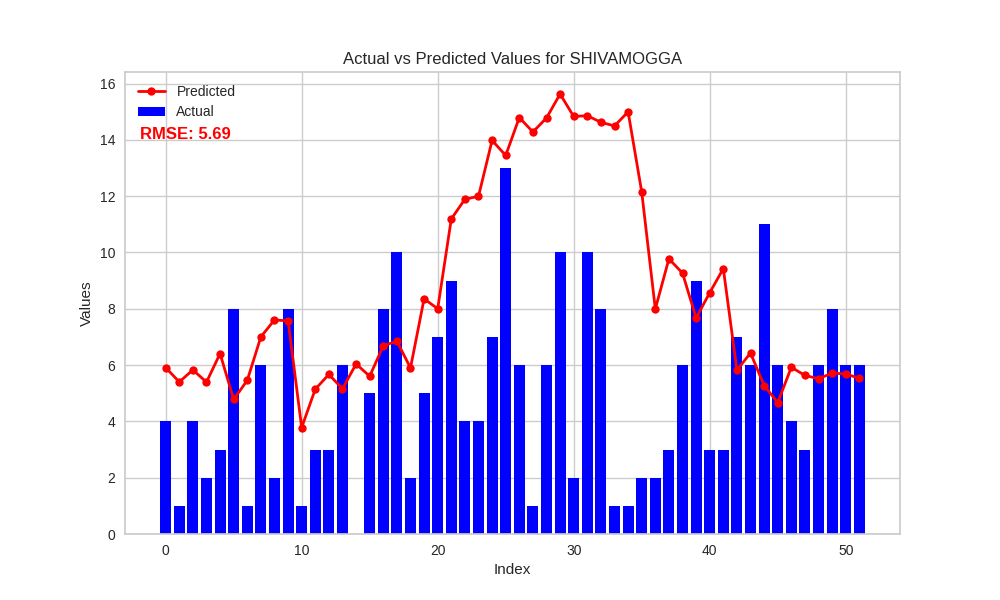 Actual vs Predicted Values for SHIVAMOGGA
Predicted
Actual
RMSE: 5.69
16
14
12
10
8
6
4
2
0
Values
0 10 20 30 40 50
Index